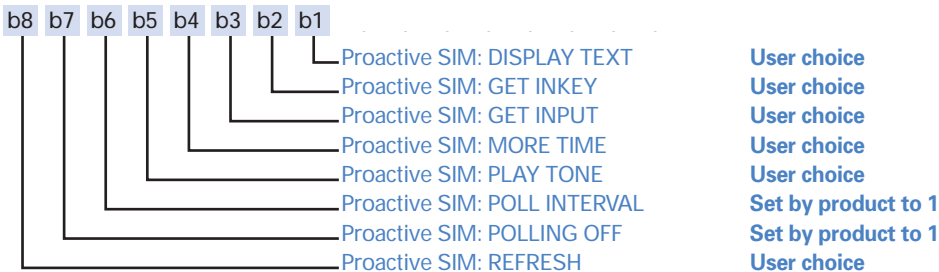 b8 b7 b6 b5 b4 b3 b2 b1
Proactive SIM: DISPLAY TEXT User choice
Proactive SIM: GET INKEY User choice
Proactive SIM: GET INPUT User choice
Proactive SIM: MORE TIME User choice
Proactive SIM: PLAY TONE User choice
Proactive SIM: POLL INTERVAL Set by product to 1
Proactive SIM: POLLING OFF Set by product to 1
Proactive SIM: REFRESH User choice